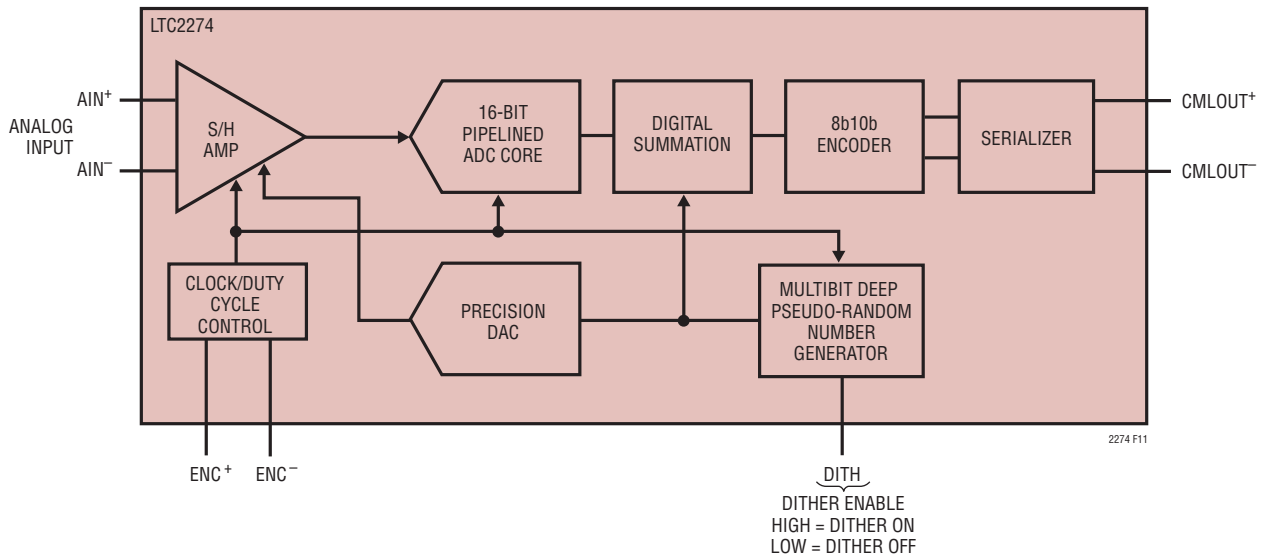 LTC2274
AIN+
ANALOG
INPUT
AIN−
S/H
AMP
16-BIT
PIPELINED
ADC CORE
DIGITAL
SUMMATION
8b10b
ENCODER
SERIALIZER
CMLOUT+
CMLOUT−
CLOCK/DUTY
CYCLE
CONTROL
PRECISION
DAC
MULTIBIT DEEP
PSEUDO-RANDOM
NUMBER
GENERATOR
2274 F11
ENC+
ENC−
DITH
DITHER ENABLE
HIGH = DITHER ON
LOW = DITHER OFF